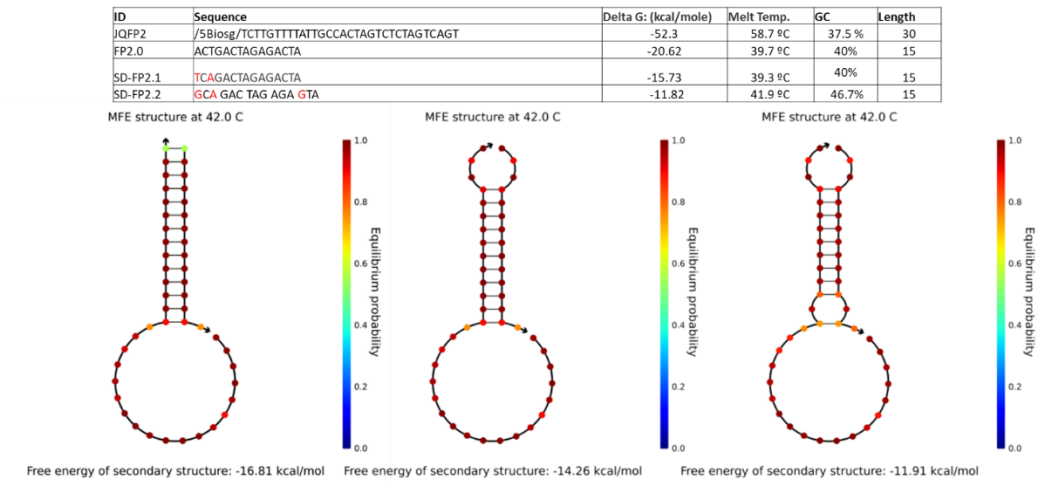 ID Sequence Delta G: (kcal/mole) Melt Temp. GC Length
JQFP2 /5Biosg/TCTTGTTTTATTGCCACTAGTCTCTAGTCAGT -52.3 58.7 ºC 37.5 % 30
FP2.0 ACTGACTAGAGACTA -20.62 39.7 ºC 40% 15
SD-FP2.1 TCAGACTAGAGACTA -15.73 39.3 ºC 40% 15
SD-FP2.2 GCA GAC TAG AGA GTA -11.82 41.9 ºC 46.7% 15
MFE structure at 42.0 C MFE structure at 42.0 C MFE structure at 42.0 C
1.0 1.0 1.0
0.8 0.8 0.8
0.6 0.6 0.6
0.4 0.4 0.4
0.2 0.2 0.2
0.0 0.0 0.0
Equilibrium probability Equilibrium probability Equilibrium probability
Free energy of secondary structure: -16.81 kcal/mol Free energy of secondary structure: -14.26 kcal/mol Free energy of secondary structure: -11.91 kcal/mol